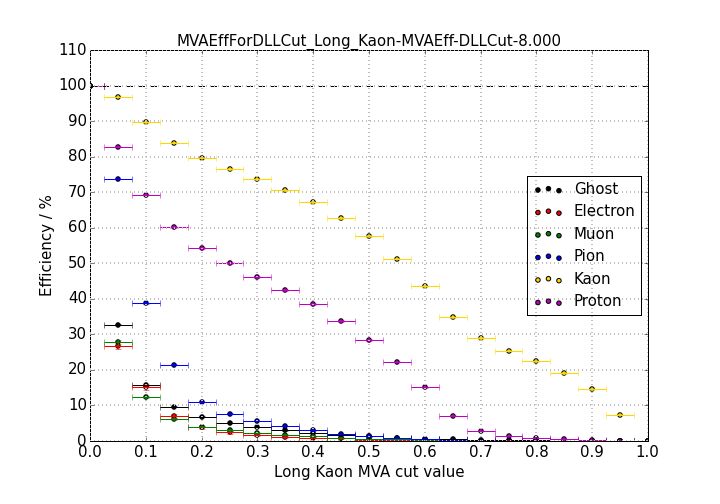 MVAEffForDLLCut_Long_Kaon-MVAEff-DLLCut-8.000
110
100
90
80
70
60
50
40
30
20
10
0
Efficiency / %
Ghost
Electron
Muon
Pion
Kaon
Proton
0.0 0.1 0.2 0.3 0.4 0.5 0.6 0.7 0.8 0.9 1.0
Long Kaon MVA cut value